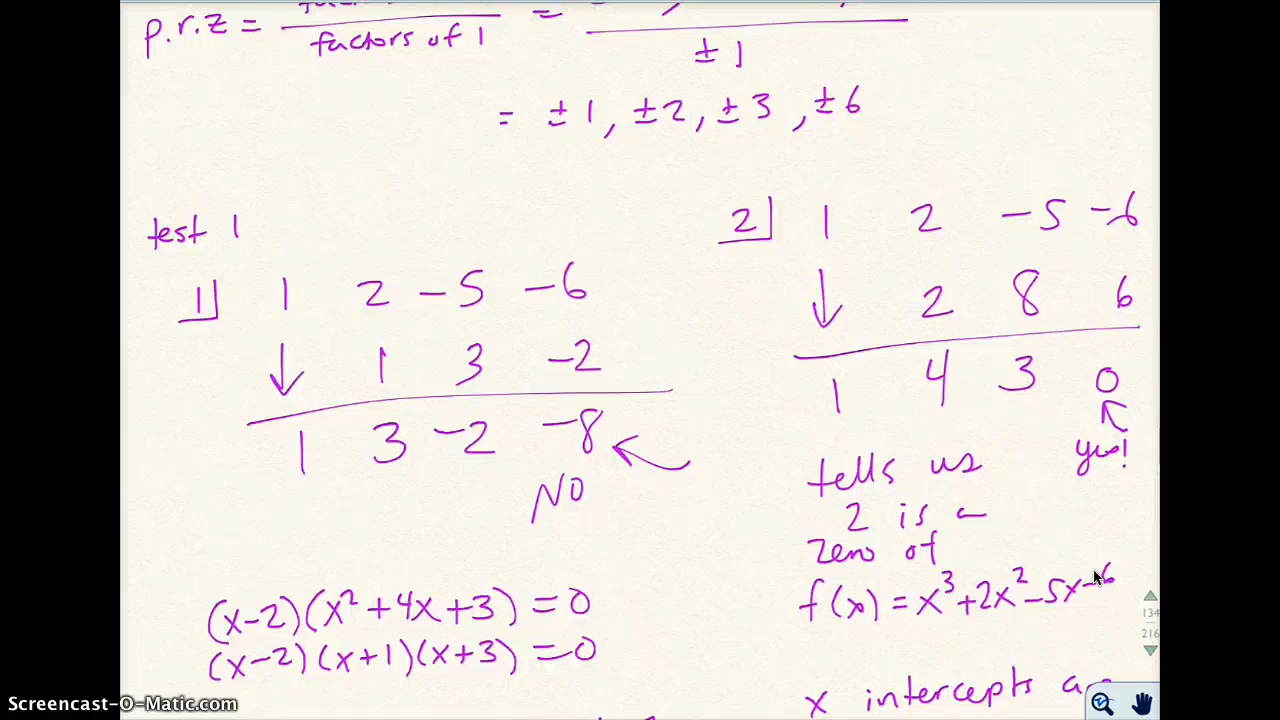 p.r.z = factors of 1 =
± 1
= ±1, ±2, ±3, ±6
test 1
1 1 2 -5 -6
↓ 1 3 -2
1 3 -2 -8
NO
2 1 2 -5 -6
↓ 2 8 6
1 4 3 0
yes!
tells us
2 is a
zero of
f(x) = x³+2x²-5x-6
(x-2)(x²+4x+3) = 0
(x-2)(x+1)(x+3) = 0
x intercepts
134
216
Screencast-O-Matic.com